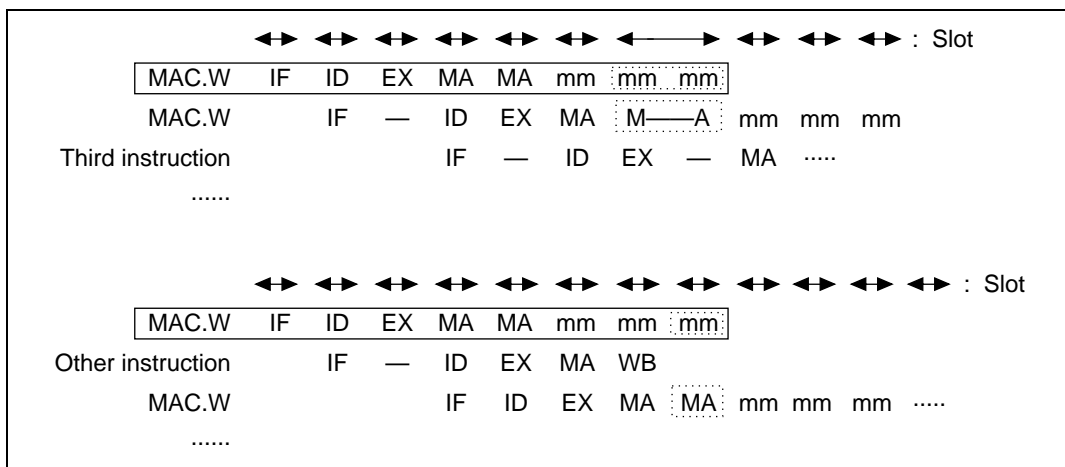 : Slot
MAC.W IF ID EX MA MA mm mm mm
MAC.W IF — ID EX MA M——A mm mm mm
Third instruction IF — ID EX — MA ·····
······
: Slot
MAC.W IF ID EX MA MA mm mm mm
Other instruction IF — ID EX MA WB
MAC.W IF ID EX MA MA mm mm mm ·····
······